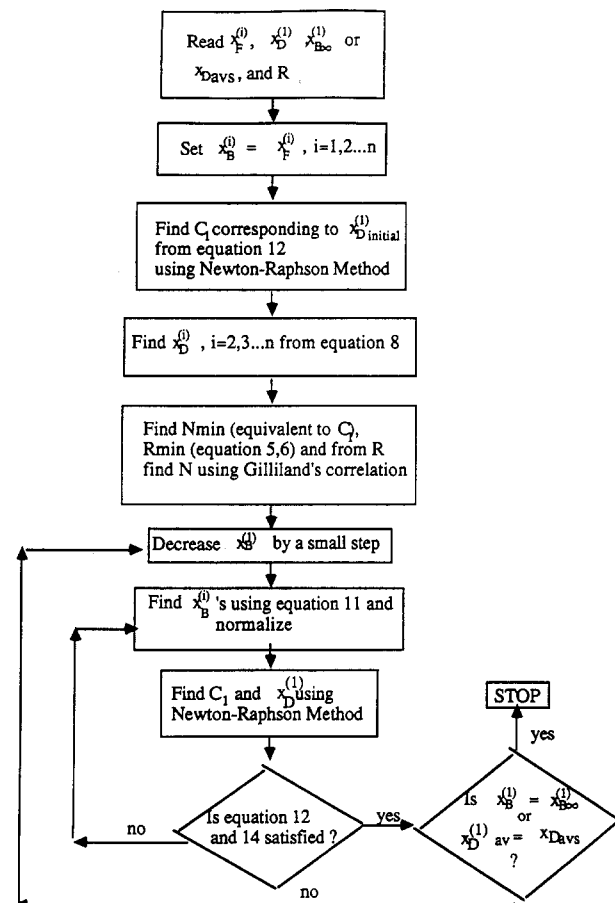 Read x_F^(i), x_D^(1) x_B∞^(1) or
x_Davs, and R
Set x_B^(i) = x_F^(i), i=1,2...n
Find C_1 corresponding to x_D initial^(1)
from equation 12
using Newton-Raphson Method
Find x_D^(i), i=2,3...n from equation 8
Find Nmin (equivalent to C_1),
Rmin (equation 5,6) and from R
find N using Gilliland's correlation
Decrease x_B^(1) by a small step
Find x_B^(i)'s using equation 11 and
normalize
Find C_1 and x_D^(1) using
Newton-Raphson Method
STOP
yes
Is equation 12
and 14 satisfied ?
no
yes
Is x_B^(1) = x_B∞^(1)
or
x_D^(1) av = x_Davs
?
no